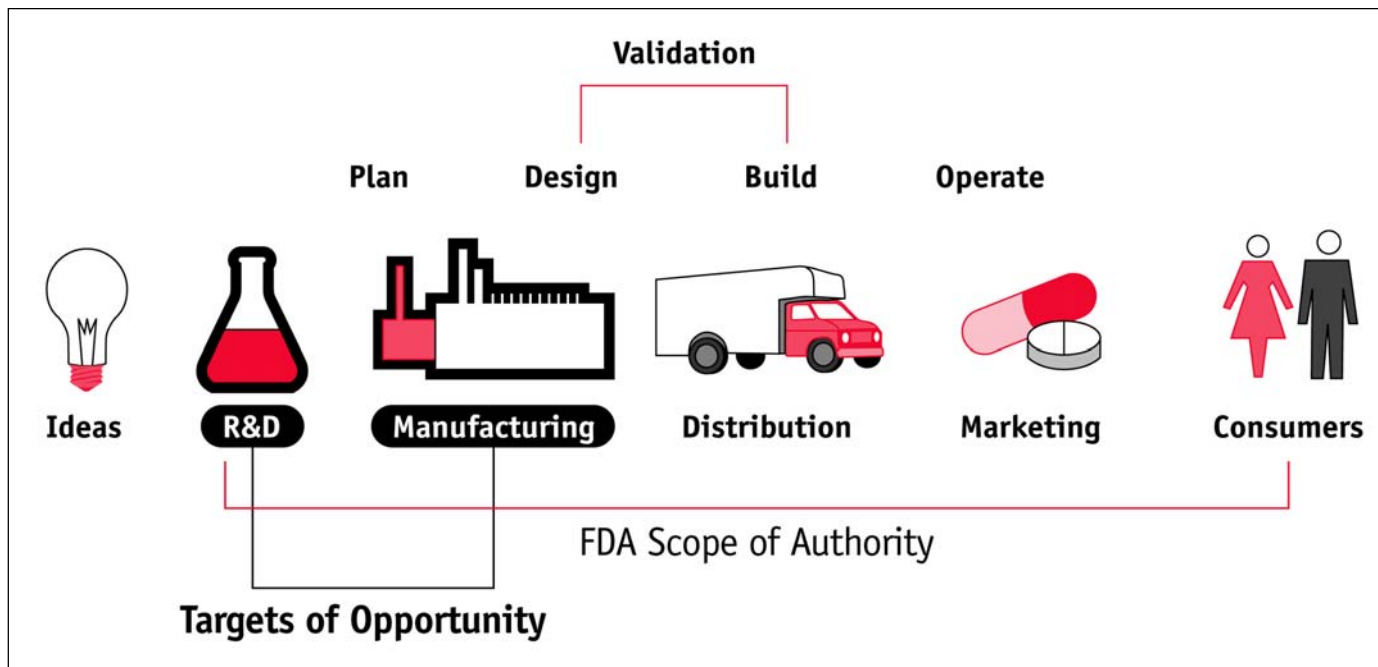 Validation
Plan Design Build Operate
Ideas R&D Manufacturing Distribution Marketing Consumers
FDA Scope of Authority
Targets of Opportunity